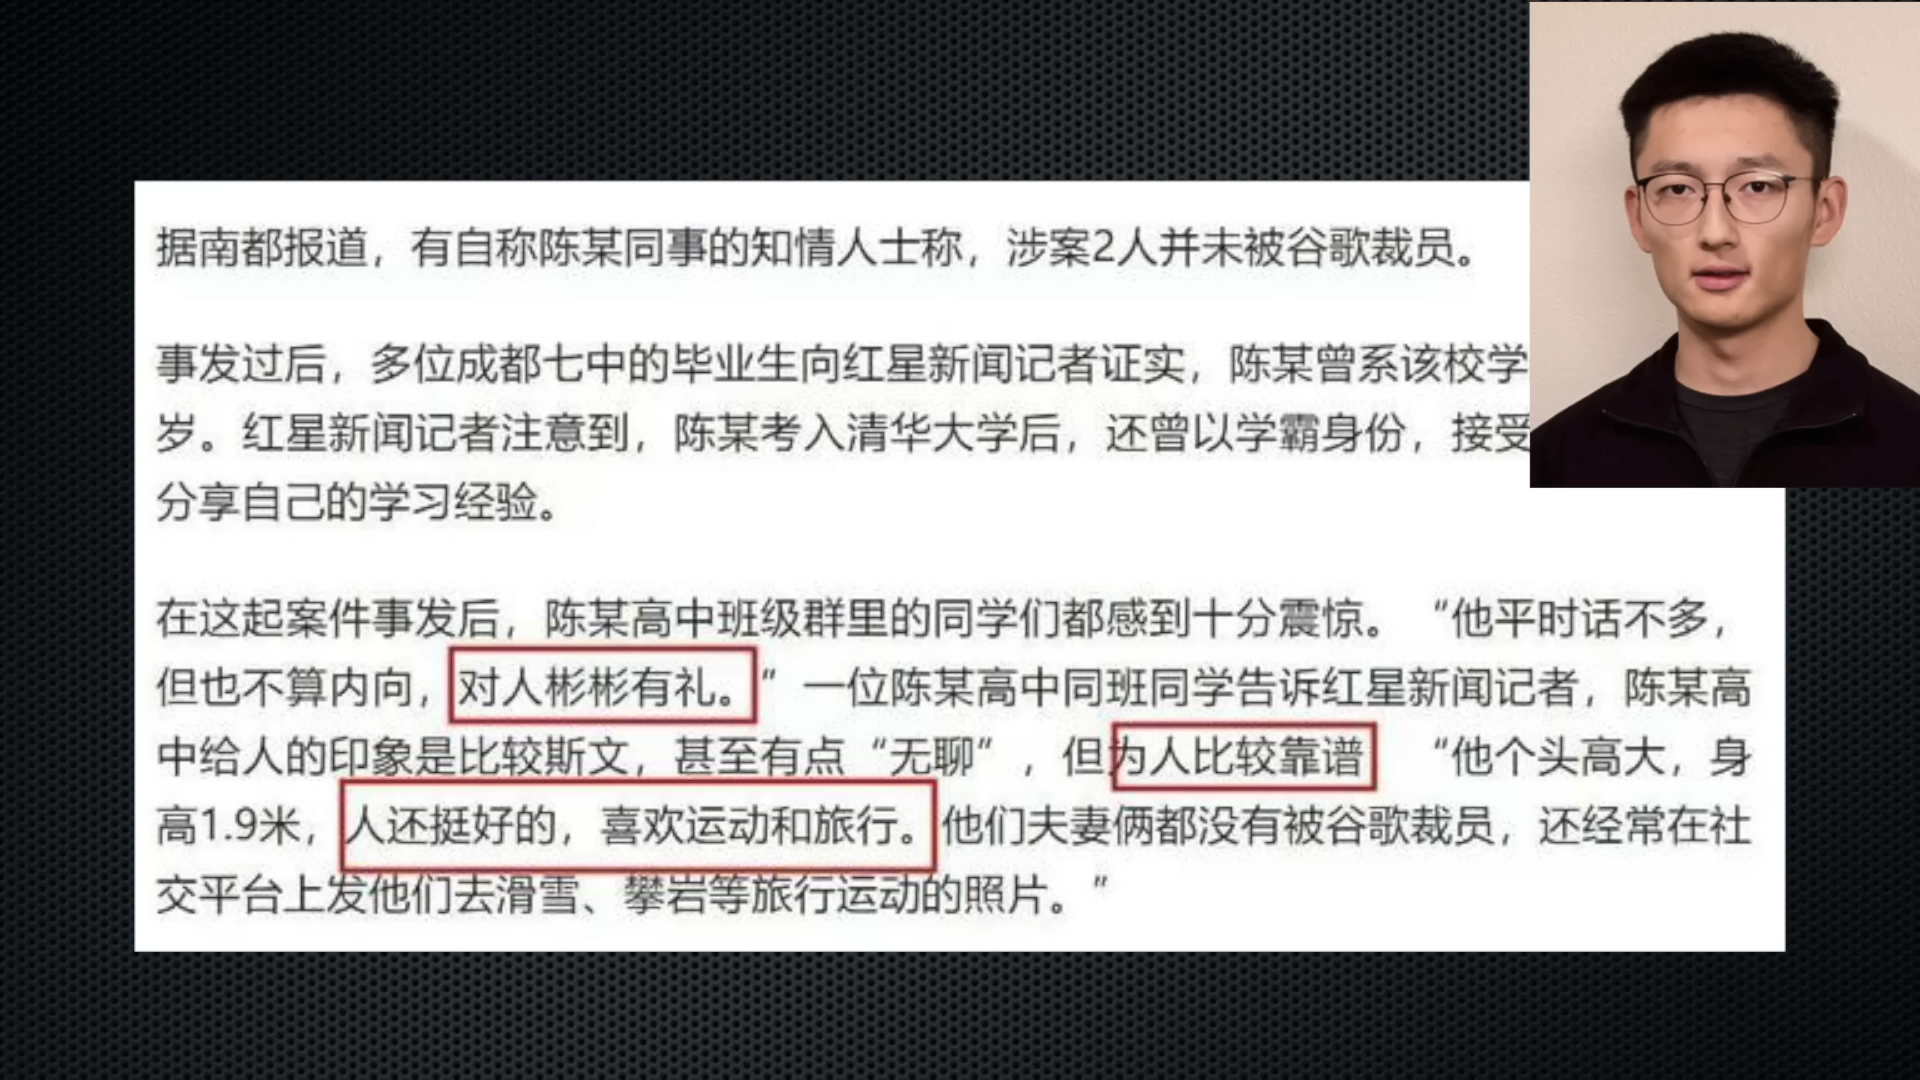 据南都报道，有自称陈某同事的知情人士称，涉案2人并未被谷歌裁员。
事发过后，多位成都七中的毕业生向红星新闻记者证实，陈某曾系该校学
岁。红星新闻记者注意到，陈某考入清华大学后，还曾以学霸身份，接受
分享自己的学习经验。
在这起案件事发后，陈某高中班级群里的同学们都感到十分震惊。 “他平时话不多，
但也不算内向，对人彬彬有礼。” 一位陈某高中同班同学告诉红星新闻记者，陈某高
中给人的印象是比较斯文，甚至有点“无聊”，但为人比较靠谱 “他个头高大，身
高1.9米，人还挺好的，喜欢运动和旅行。他们夫妻俩都没有被谷歌裁员，还经常在社
交平台上发他们去滑雪、攀岩等旅行运动的照片。”